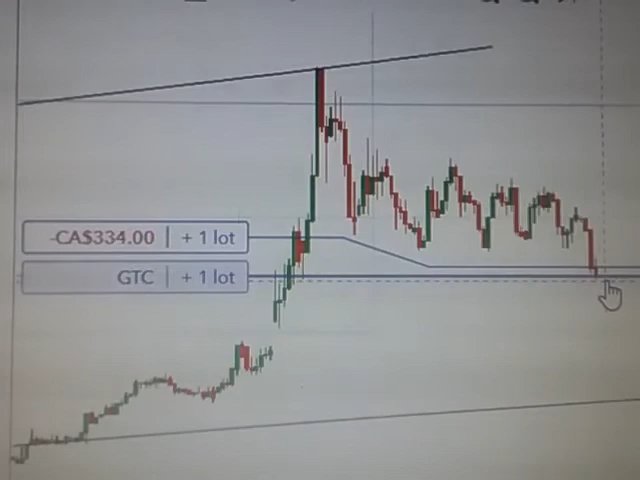 -CA$334.00 | + 1 lot
GTC | + 1 lot